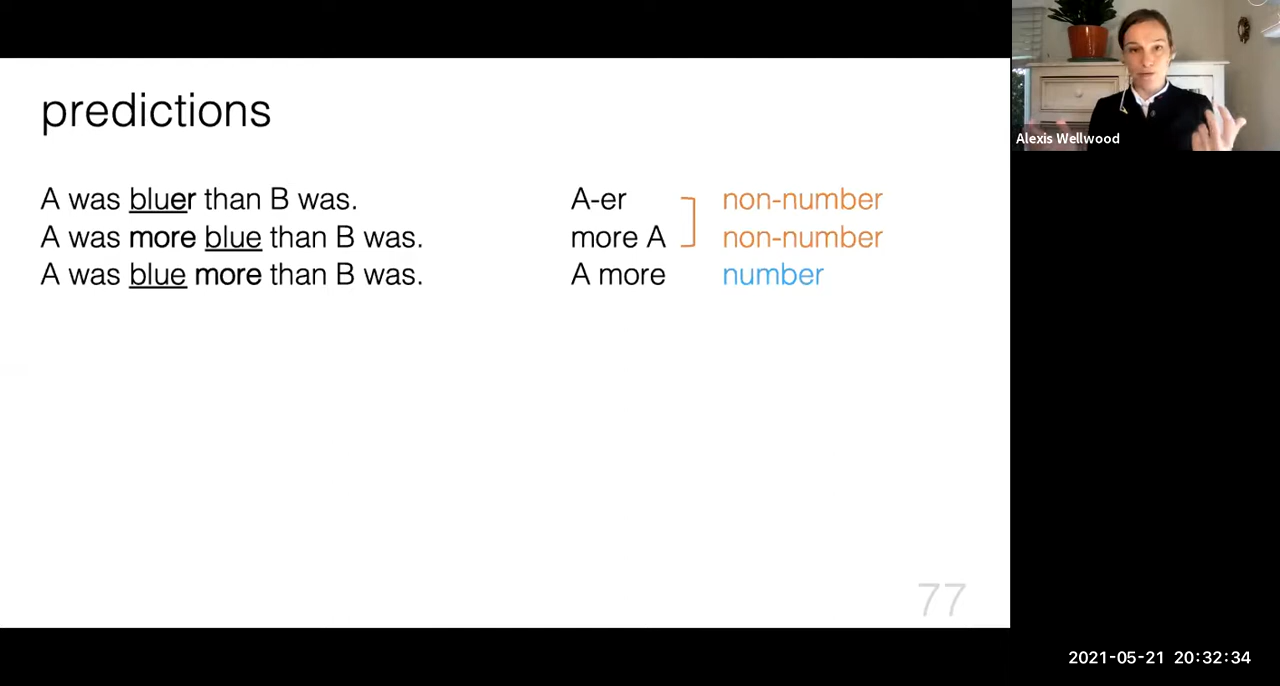 predictions
A was bluer than B was. A-er non-number
A was more blue than B was. more A non-number
A was blue more than B was. A more number
77
Alexis Wellwood
2021-05-21 20:32:34